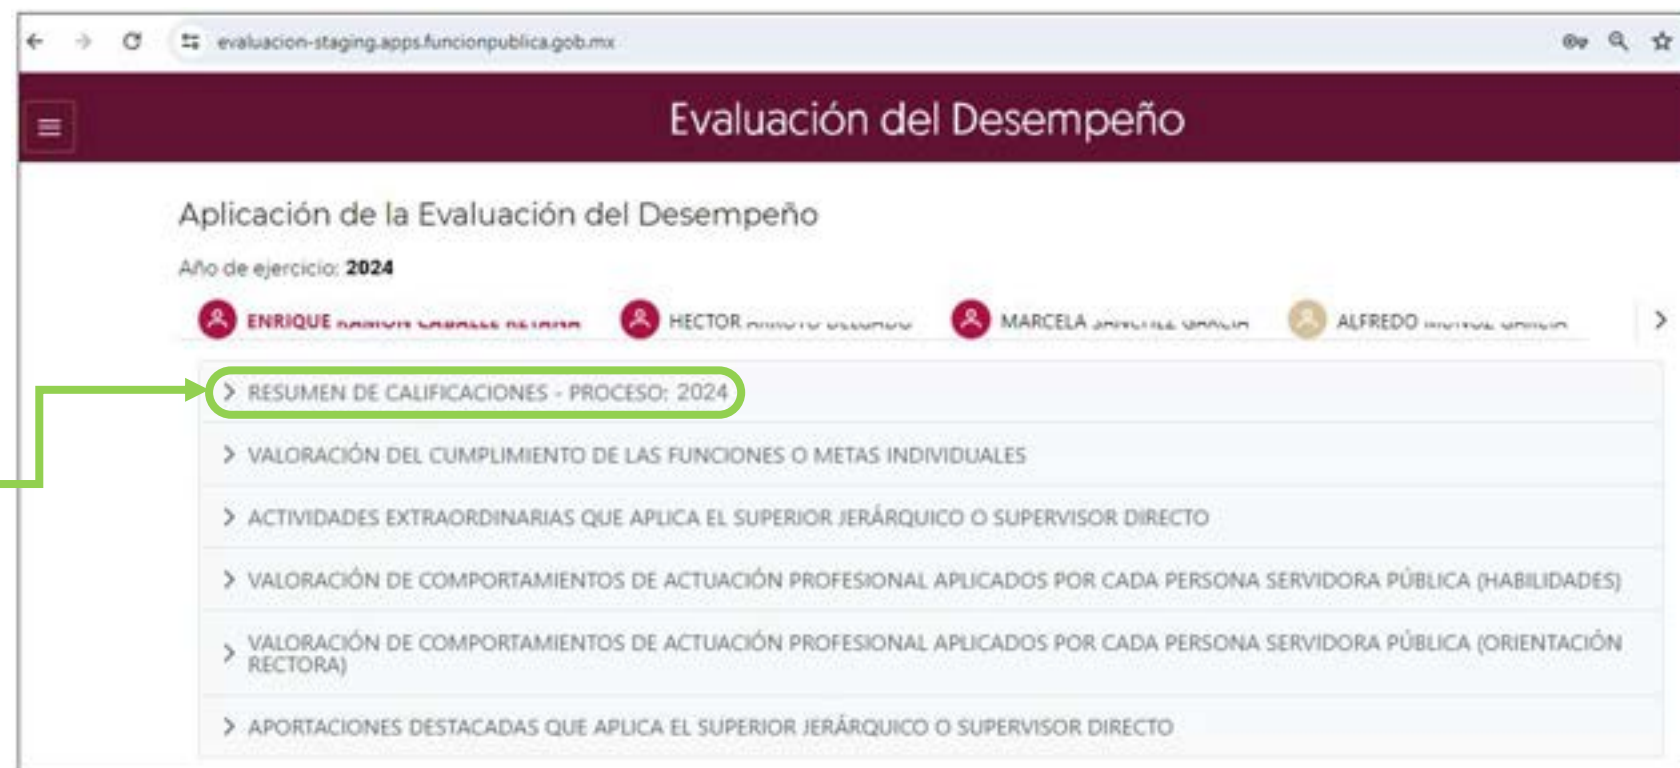 evaluacion-staging.apps.funcionpublica.gob.mx
Evaluación del Desempeño
Aplicación de la Evaluación del Desempeño
Año de ejercicio: 2024
ENRIQUE HECTOR MARCELA ALFREDO
RESUMEN DE CALIFICACIONES - PROCESO: 2024
VALORACIÓN DEL CUMPLIMIENTO DE LAS FUNCIONES O METAS INDIVIDUALES
ACTIVIDADES EXTRAORDINARIAS QUE APLICA EL SUPERIOR JERÁRQUICO O SUPERVISOR DIRECTO
VALORACIÓN DE COMPORTAMIENTOS DE ACTUACIÓN PROFESIONAL APLICADOS POR CADA PERSONA SERVIDORA PÚBLICA (HABILIDADES)
VALORACIÓN DE COMPORTAMIENTOS DE ACTUACIÓN PROFESIONAL APLICADOS POR CADA PERSONA SERVIDORA PÚBLICA (ORIENTACIÓN
RECTORA)
APORTACIONES DESTACADAS QUE APLICA EL SUPERIOR JERÁRQUICO O SUPERVISOR DIRECTO